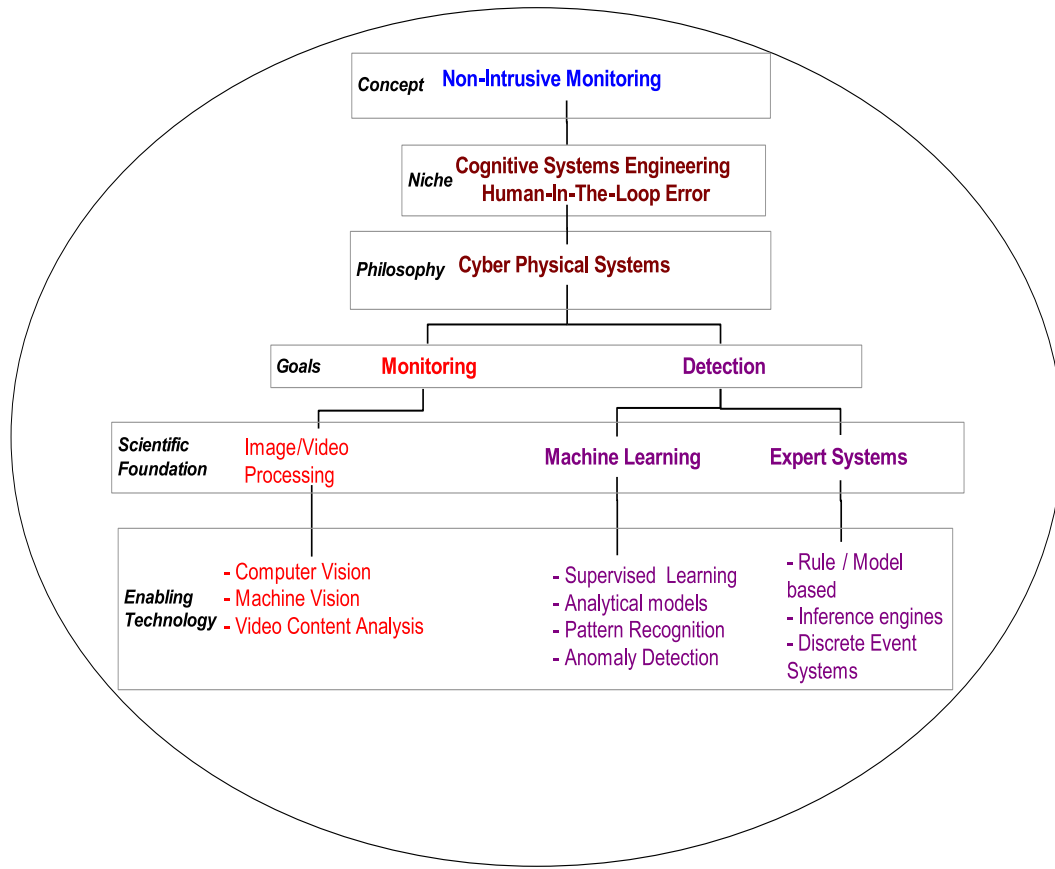 Concept Non-Intrusive Monitoring
Niche Cognitive Systems Engineering
Human-In-The-Loop Error
Philosophy Cyber Physical Systems
Goals Monitoring Detection
Scientific
Foundation
Image/Video
Processing
Machine Learning
Expert Systems
Enabling
Technology
- Computer Vision
- Machine Vision
- Video Content Analysis
- Supervised Learning
- Analytical models
- Pattern Recognition
- Anomaly Detection
- Rule / Model
based
- Inference engines
- Discrete Event
Systems